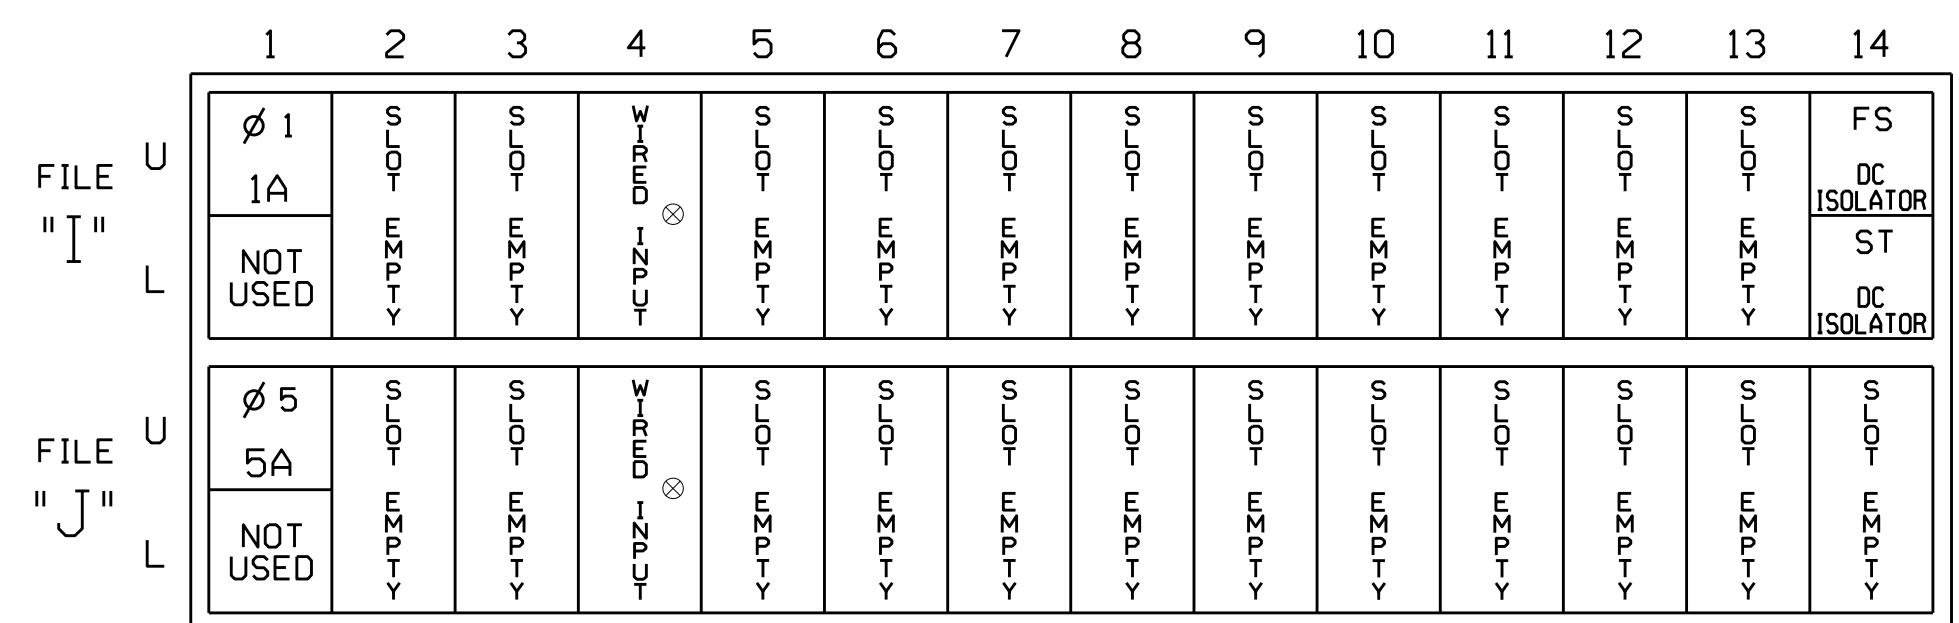 1 2 3 4 5 6 7 8 9 10 11 12 13 14
FILE
"I"
U
L
Ø 1
1A
NOT
USED
SLOT EMPTY
SLOT EMPTY
WIRED INPUT
SLOT EMPTY
SLOT EMPTY
SLOT EMPTY
SLOT EMPTY
SLOT EMPTY
SLOT EMPTY
SLOT EMPTY
SLOT EMPTY
SLOT EMPTY
FS
DC
ISOLATOR
ST
DC
ISOLATOR
FILE
"J"
U
L
Ø 5
5A
NOT
USED
SLOT EMPTY
SLOT EMPTY
WIRED INPUT
SLOT EMPTY
SLOT EMPTY
SLOT EMPTY
SLOT EMPTY
SLOT EMPTY
SLOT EMPTY
SLOT EMPTY
SLOT EMPTY
SLOT EMPTY
SLOT EMPTY